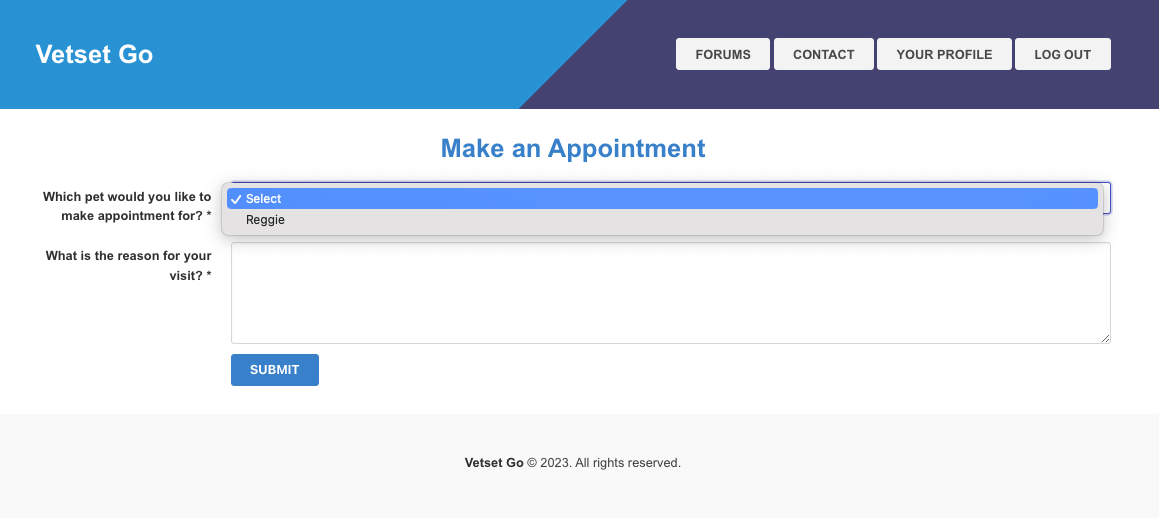 Vetset Go
FORUMS CONTACT YOUR PROFILE LOG OUT
Make an Appointment
Which pet would you like to
make appointment for? *
Select
Reggie
What is the reason for your
visit? *
SUBMIT
Vetset Go © 2023. All rights reserved.